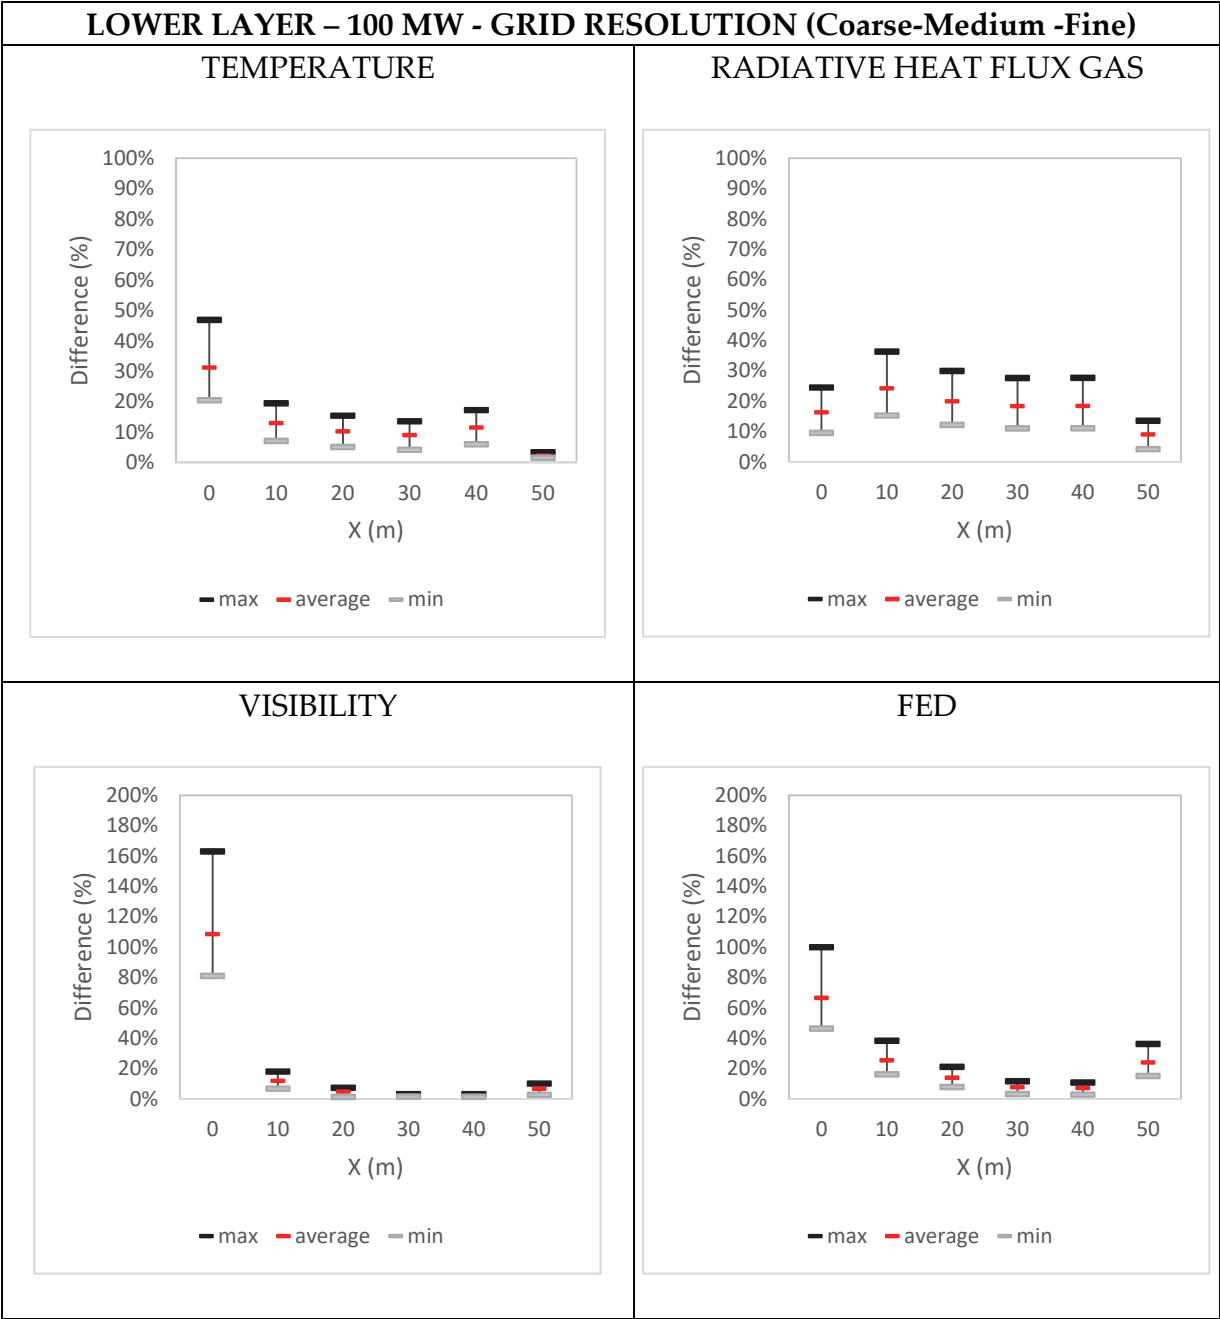 LOWER LAYER – 100 MW - GRID RESOLUTION (Coarse-Medium -Fine)
TEMPERATURE
100%
90%
80%
70%
60%
50%
40%
30%
20%
10%
0%
Difference (%)
0 10 20 30 40 50
X (m)
max average min
RADIATIVE HEAT FLUX GAS
100%
90%
80%
70%
60%
50%
40%
30%
20%
10%
0%
Difference (%)
0 10 20 30 40 50
X (m)
max average min
VISIBILITY
200%
180%
160%
140%
120%
100%
80%
60%
40%
20%
0%
Difference (%)
0 10 20 30 40 50
X (m)
max average min
FED
200%
180%
160%
140%
120%
100%
80%
60%
40%
20%
0%
Difference (%)
0 10 20 30 40 50
X (m)
max average min